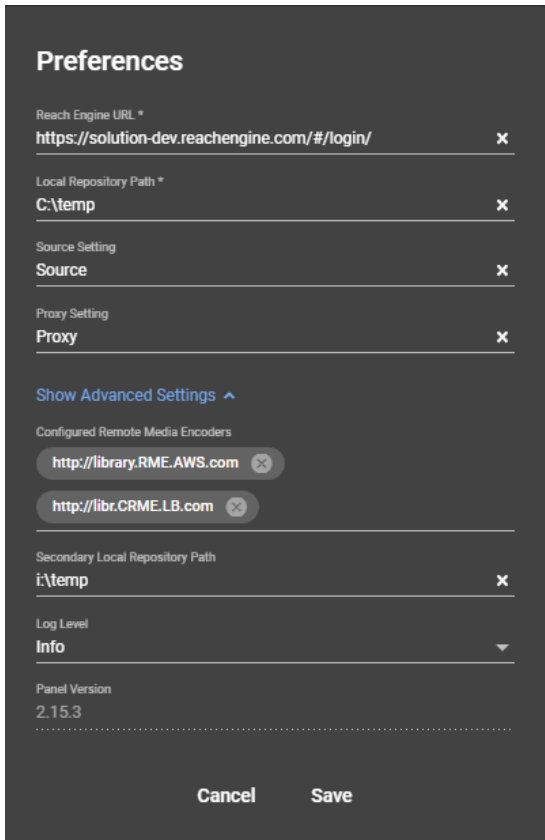 Preferences
Reach Engine URL *
https://solution-dev.reachengine.com/#/login/
Local Repository Path *
C:\temp
Source Setting
Source
Proxy Setting
Proxy
Show Advanced Settings
Configured Remote Media Encoders
http://library.RME.AWS.com
http://libr.CRME.LB.com
Secondary Local Repository Path
i:\temp
Log Level
Info
Panel Version
2.15.3
Cancel Save